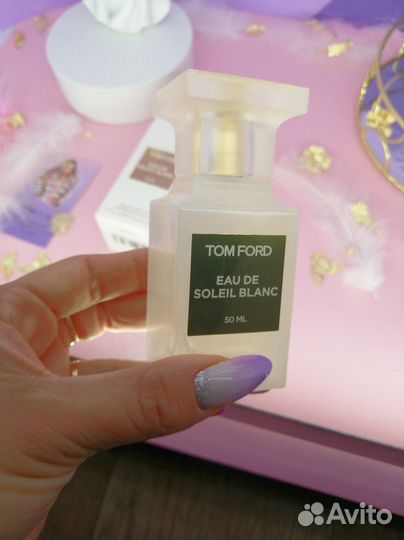 TOM FORD
EAU DE
SOLEIL BLANC
50 ML
Avito